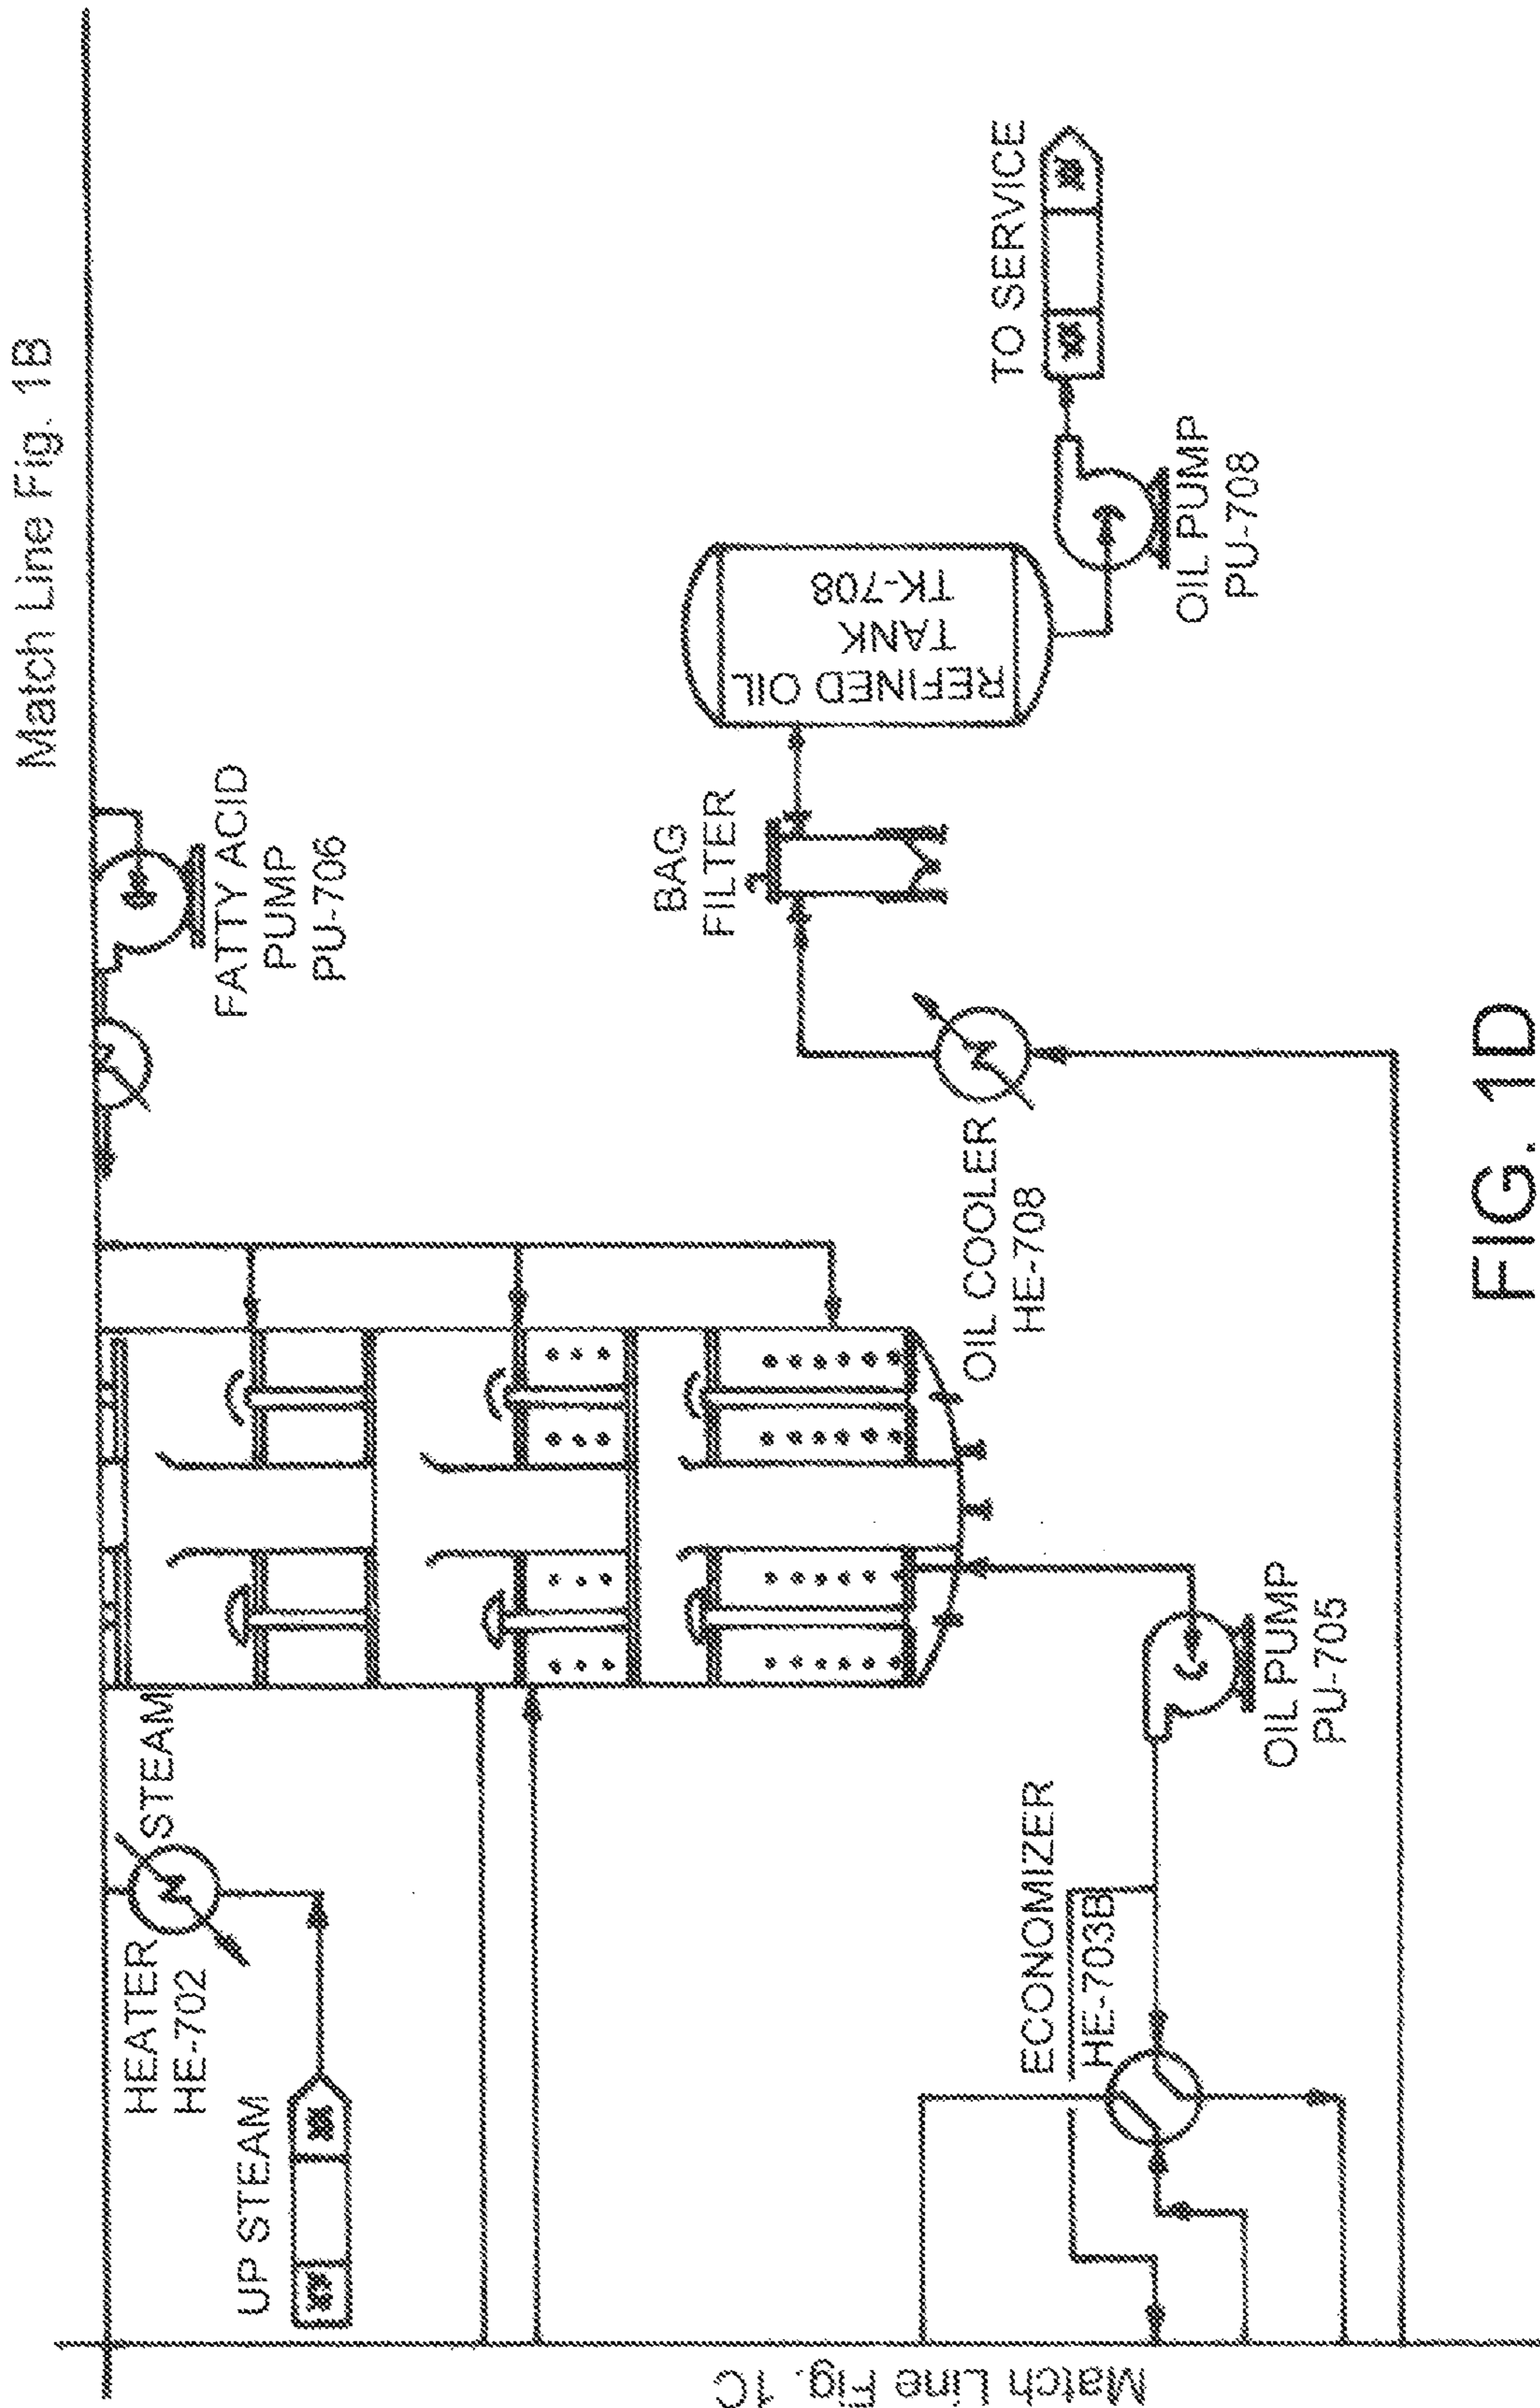 Match Line Fig. 1B
FATTY ACID
PUMP
PU-706
STEAM
HEATER
HE-702
UP STEAM
TO SERVICE
REFINED OIL
TANK
TK-708
BAG
FILTER
OIL PUMP
PU-708
OIL COOLER
HE-708
ECONOMIZER
HE-703B
OIL PUMP
PU-705
Match Line Fig. 1C
FIG. 1D